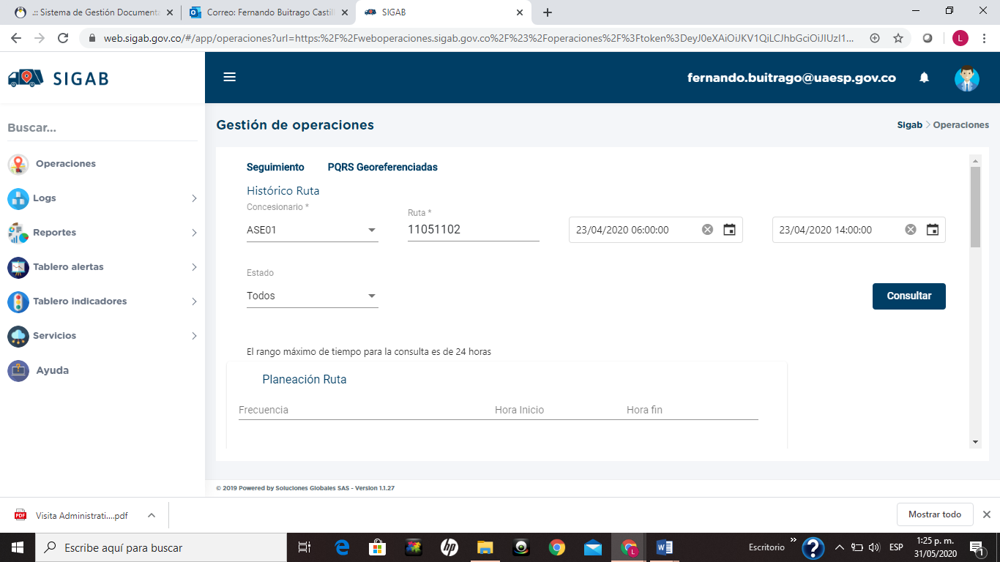 .:: Sistema de Gestión Documenta
Correo: Fernando Buitrago Castill
SIGAB
web.sigab.gov.co/#/app/operaciones?url=https:%2F%2Fweboperaciones.sigab.gov.co%2F%23%2Foperaciones%2F%3Ftoken%3DeyJ0eXAiOiJKV1QiLCJhbGciOiJIUzI1...
L
SIGAB
fernando.buitrago@uaesp.gov.co
Buscar...
Operaciones
Logs
Reportes
Tablero alertas
Tablero indicadores
Servicios
Ayuda
Gestión de operaciones
Sigab > Operaciones
Seguimiento PQRS Georeferenciadas
Histórico Ruta
Concesionario *
Ruta *
ASE01
11051102
23/04/2020 06:00:00
23/04/2020 14:00:00
Estado
Todos
Consultar
El rango máximo de tiempo para la consulta es de 24 horas
Planeación Ruta
Frecuencia Hora Inicio Hora fin
© 2019 Powered by Soluciones Globales SAS - Version 1.1.27
Visita Administrati....pdf
Mostrar todo
Escribe aquí para buscar
Escritorio
ESP
1:25 p. m.
31/05/2020
1